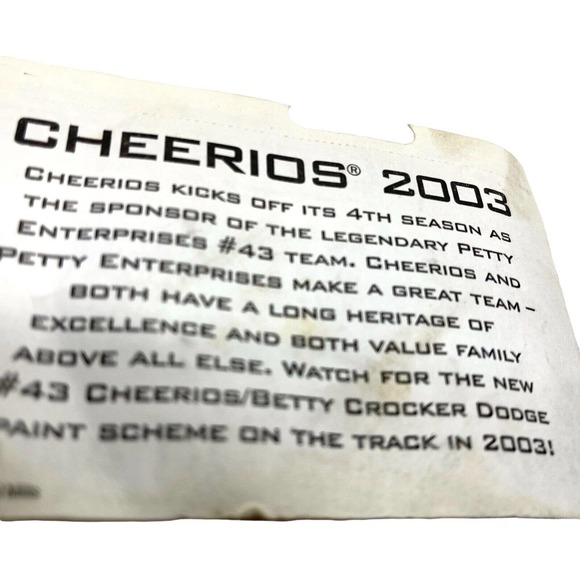 CHEERIOS® 2003
CHEERIOS KICKS OFF ITS 4TH SEASON AS
THE SPONSOR OF THE LEGENDARY PETTY
ENTERPRISES #43 TEAM. CHEERIOS AND
PETTY ENTERPRISES MAKE A GREAT TEAM –
BOTH HAVE A LONG HERITAGE OF
EXCELLENCE AND BOTH VALUE FAMILY
ABOVE ALL ELSE. WATCH FOR THE NEW
#43 CHEERIOS/BETTY CROCKER DODGE
PAINT SCHEME ON THE TRACK IN 2003!